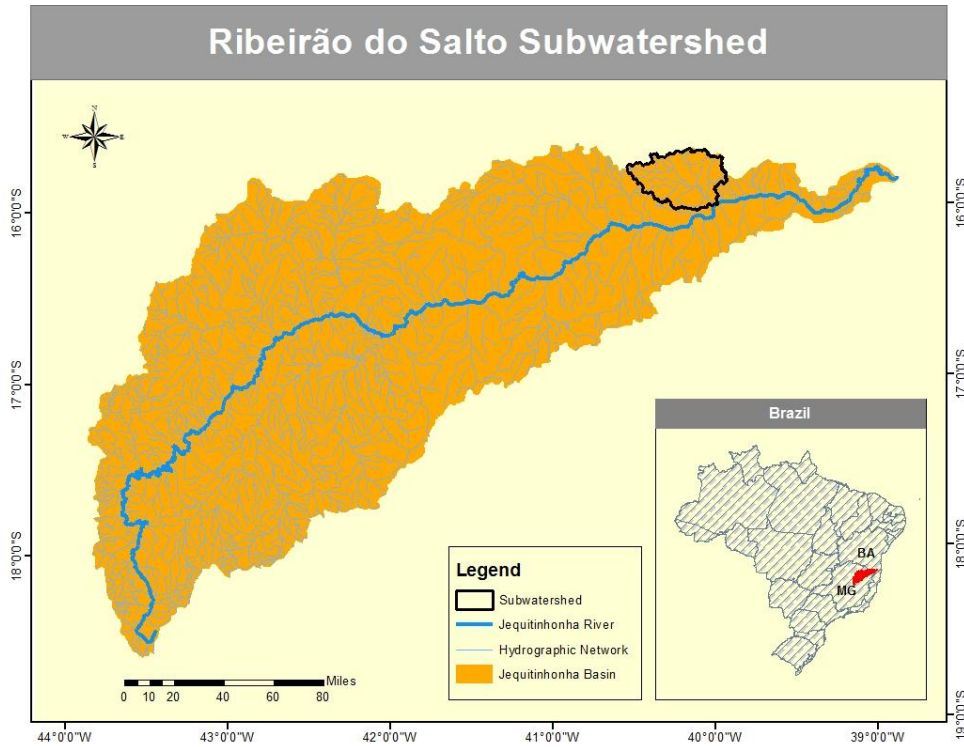 Ribeirão do Salto Subwatershed
N
W
E
S
16°0'0"S
16°0'0"S
17°0'0"S
17°0'0"S
Brazil
BA
MG
18°0'0"S
18°0'0"S
Legend
Subwatershed
Jequitinhonha River
Hydrographic Network
Jequitinhonha Basin
Miles
0 10 20 40 60 80
19°0'0"S
44°0'0"W 43°0'0"W 42°0'0"W 41°0'0"W 40°0'0"W 39°0'0"W